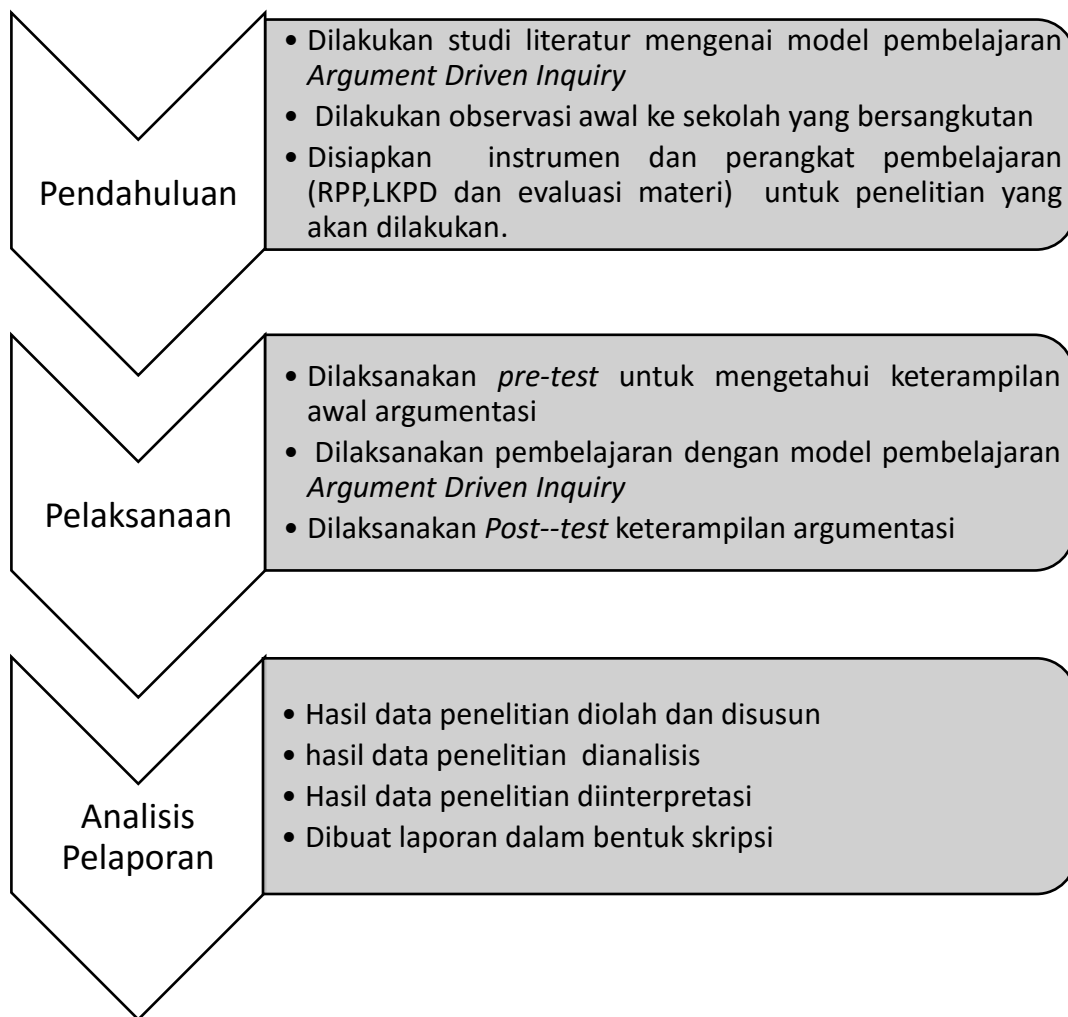 Pendahuluan
• Dilakukan studi literatur mengenai model pembelajaran
Argument Driven Inquiry
• Dilakukan observasi awal ke sekolah yang bersangkutan
• Disiapkan instrumen dan perangkat pembelajaran
(RPP,LKPD dan evaluasi materi) untuk penelitian yang
akan dilakukan.
Pelaksanaan
• Dilaksanakan pre-test untuk mengetahui keterampilan
awal argumentasi
• Dilaksanakan pembelajaran dengan model pembelajaran
Argument Driven Inquiry
• Dilaksanakan Post--test keterampilan argumentasi
Analisis
Pelaporan
• Hasil data penelitian diolah dan disusun
• hasil data penelitian dianalisis
• Hasil data penelitian diinterpretasi
• Dibuat laporan dalam bentuk skripsi